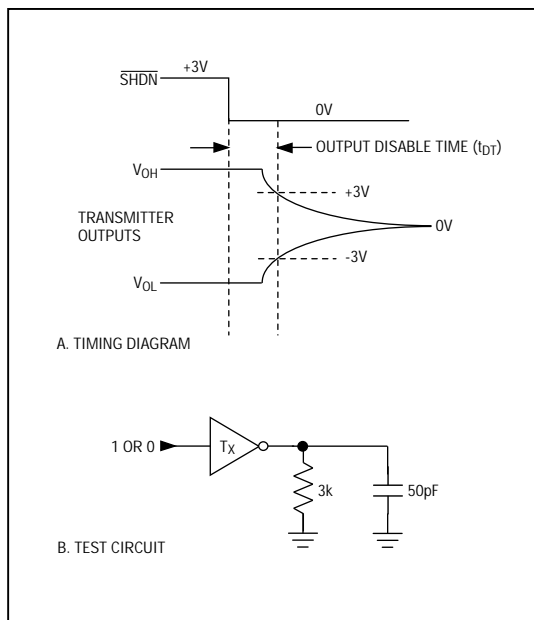 +3V
SHDN
0V
OUTPUT DISABLE TIME (tDT)
VOH
+3V
TRANSMITTER
OUTPUTS
0V
-3V
VOL
A. TIMING DIAGRAM
1 OR 0
TX
3k
50pF
B. TEST CIRCUIT